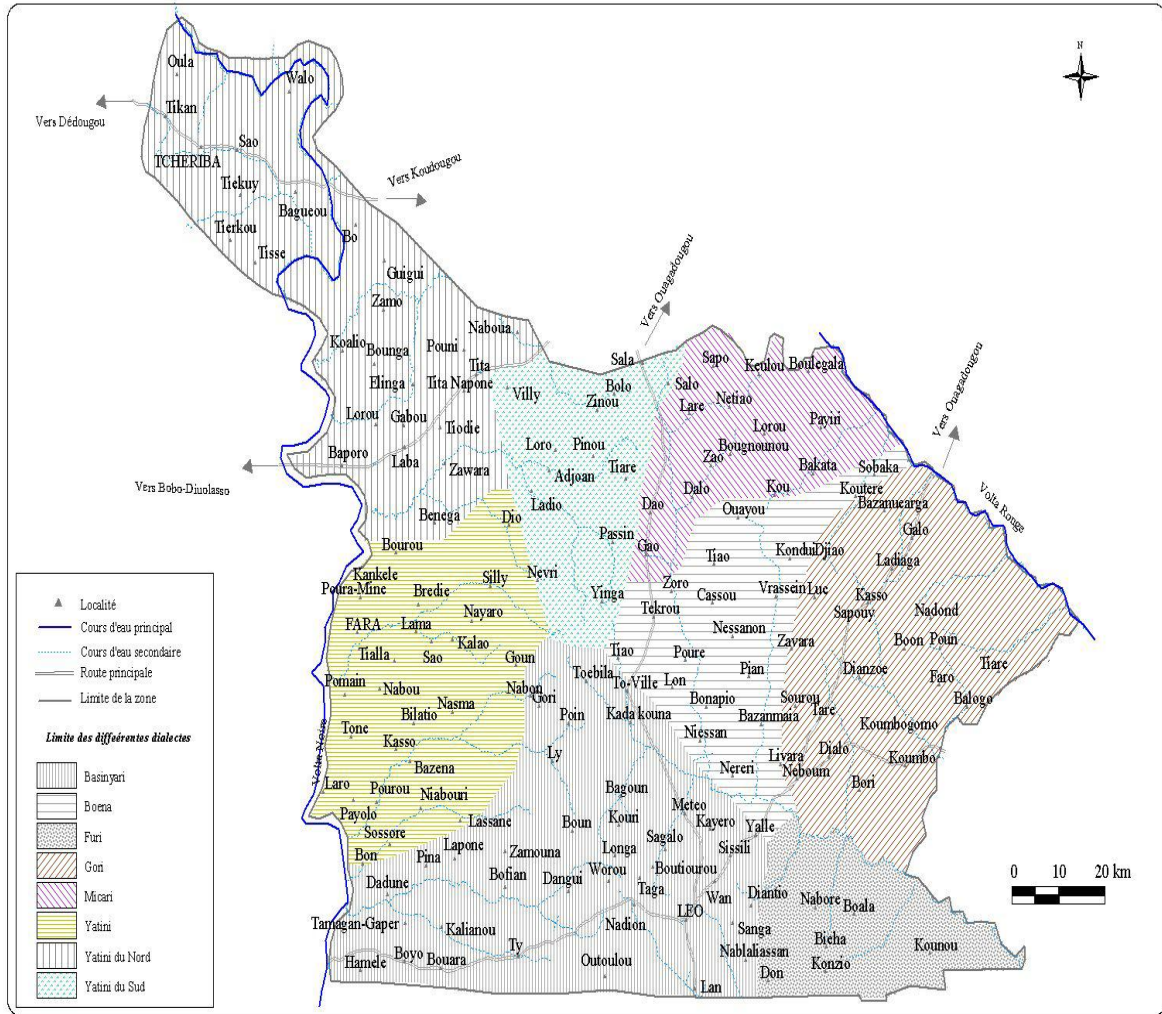 N
Oula
Walo
Vers Dédougou
Tikan
Sao
TCHERIBA
Vers Koudougou
Tiekuy
Bagueou
Tierkou
Bo
Tisse
Guigui
Vers Ouagadougou
Zamo
Naboua
Koalio
Bounga
Pouni
Sala
Sapo
Keulou
Boulegala
Tita
Elinga
Tita Napone
Villy
Bolo
Zinou
Salo
Lare
Netiao
Vers Ouagadougou
Lorou
Gabou
Tiodie
Lorou
Payiri
Loro
Pinou
Bougnounou
Baporo
Laba
Zawara
Adjoan
Tiare
Zao
Bakata
Sobaka
Vers Bobo-Diuolasso
Dalo
Kou
Koutere
Volta Rouge
Benega
Dio
Ladio
Dao
Ouayou
Bazanuearga
Galo
Bourou
Passin
Gao
Tiao
Kondui
Djiao
Ladiaga
Kankele
Poura-Mine
Bredie
Silly
Nevri
Yinga
Zoro
Cassou
Vrassein
Lue
Kasso
Nayaro
Tekrou
Sapouy
Nadond
FARA
Lama
Kalao
Nessanon
Zavara
Boon
Poun
Tialla
Sao
Goun
Tiao
Poure
Pian
Dianzoe
Tiare
Pomain
Nabou
Nabon
Gori
Toebila
To-Ville
Lon
Bonapio
Sourou
Tare
Faro
Balogo
Bilatio
Nasma
Poin
Kada kouna
Bazanmaia
Koumbogomo
Tone
Kasso
Ly
Niessan
Livara
Dialo
Koumbo
Volta Noire
Bazena
Nereri
Neboum
Bori
Laro
Pourou
Niabouri
Bagoun
Meteo
Payolo
Lassane
Boun
Kouri
Kayero
Yalle
Sossore
Sagalo
Sissili
Bon
Pina
Lapone
Zamouna
Longa
Dadune
Bofian
Dangui
Worou
Boutiourou
Taga
Wan
Diantio
Nabore
Boala
Tamagan-Gaper
Kalianou
Nadion
LEO
Sanga
Bieha
Kounou
Hamele
Boyo
Bouara
Ty
Outoulou
Nablaliassan
Don
Konzio
Lan
0 10 20 km
Localité
Cours d'eau principal
Cours d'eau secondaire
Route principale
Limite de la zone
Limite des differérentes dialectes
Basinyari
Boena
Furi
Gori
Micari
Yatini
Yatini du Nord
Yatini du Sud